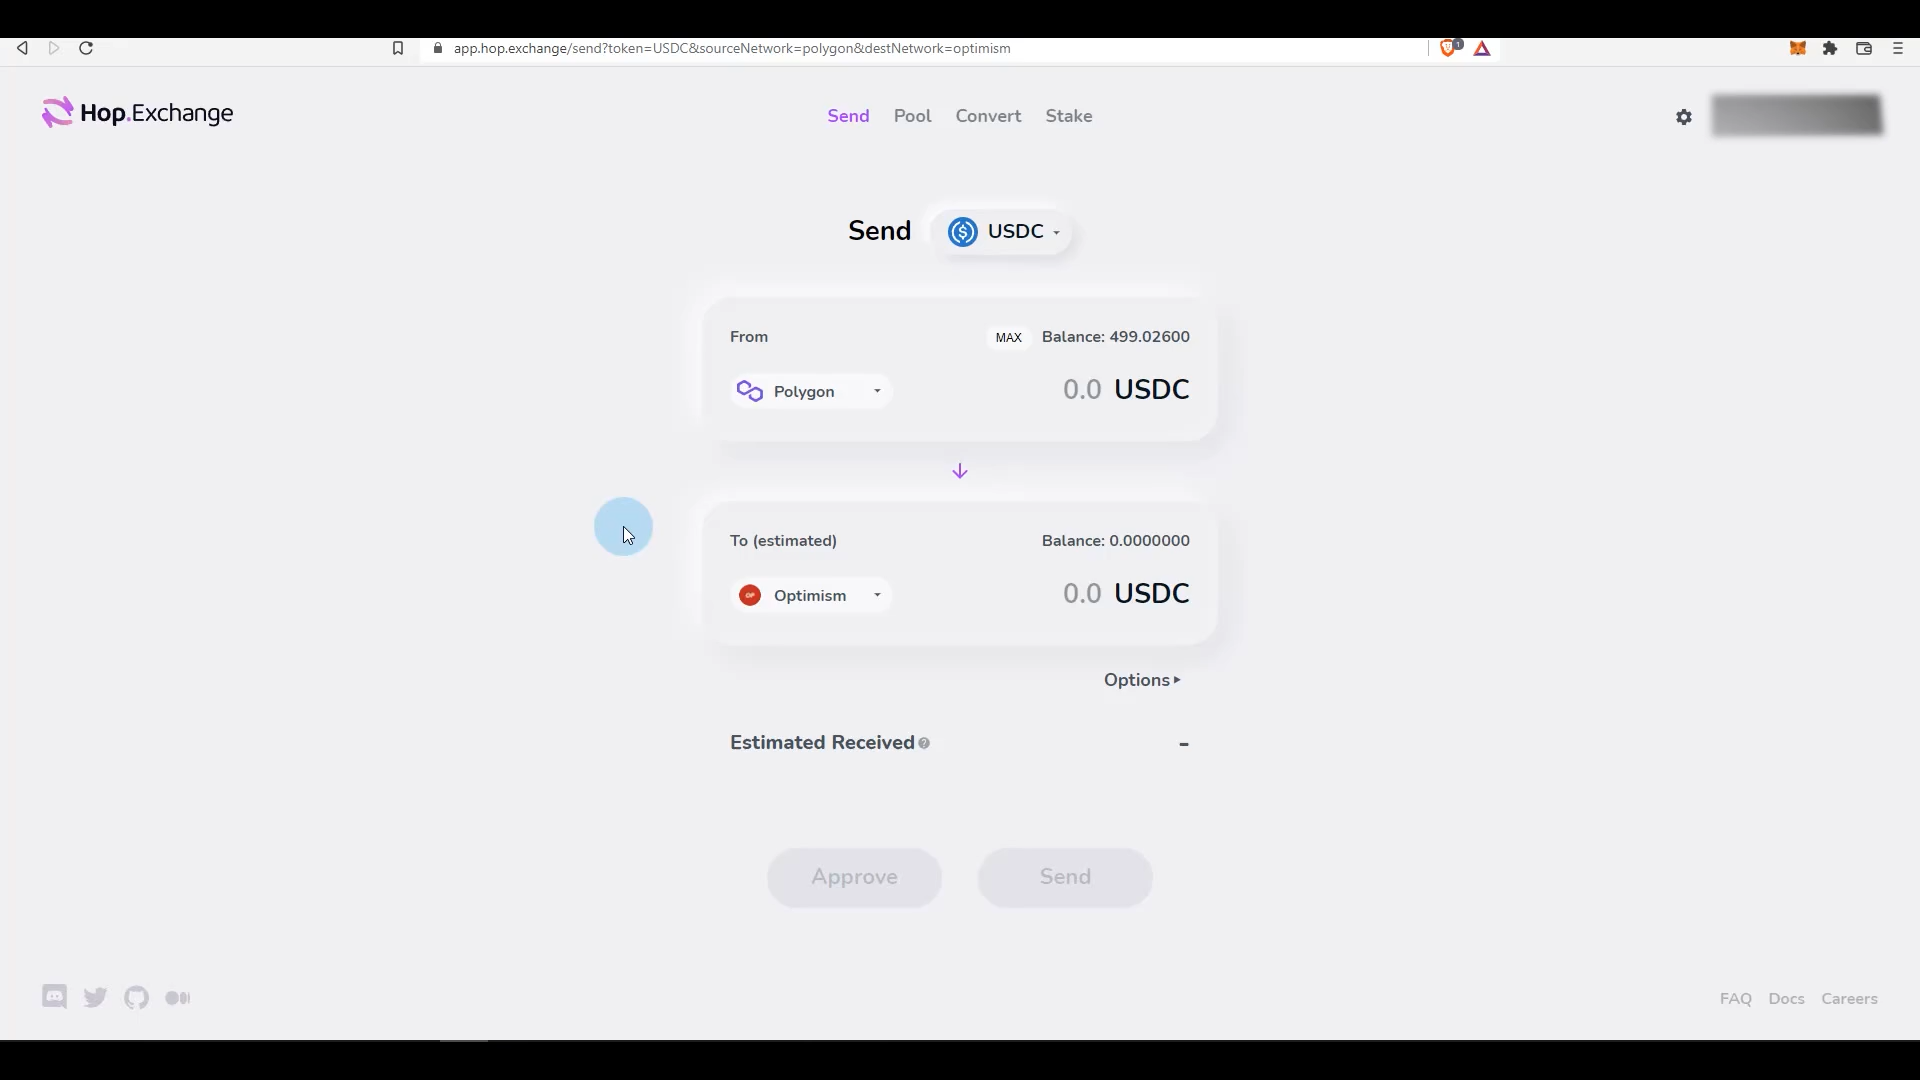 app.hop.exchange/send?token=USDC&sourceNetwork=polygon&destNetwork=optimism
1
Hop.Exchange
Send Pool Convert Stake
Send USDC
From MAX Balance: 499.02600
Polygon 0.0 USDC
To (estimated) Balance: 0.0000000
OP Optimism 0.0 USDC
Options
Estimated Received ? -
Approve Send
FAQ Docs Careers